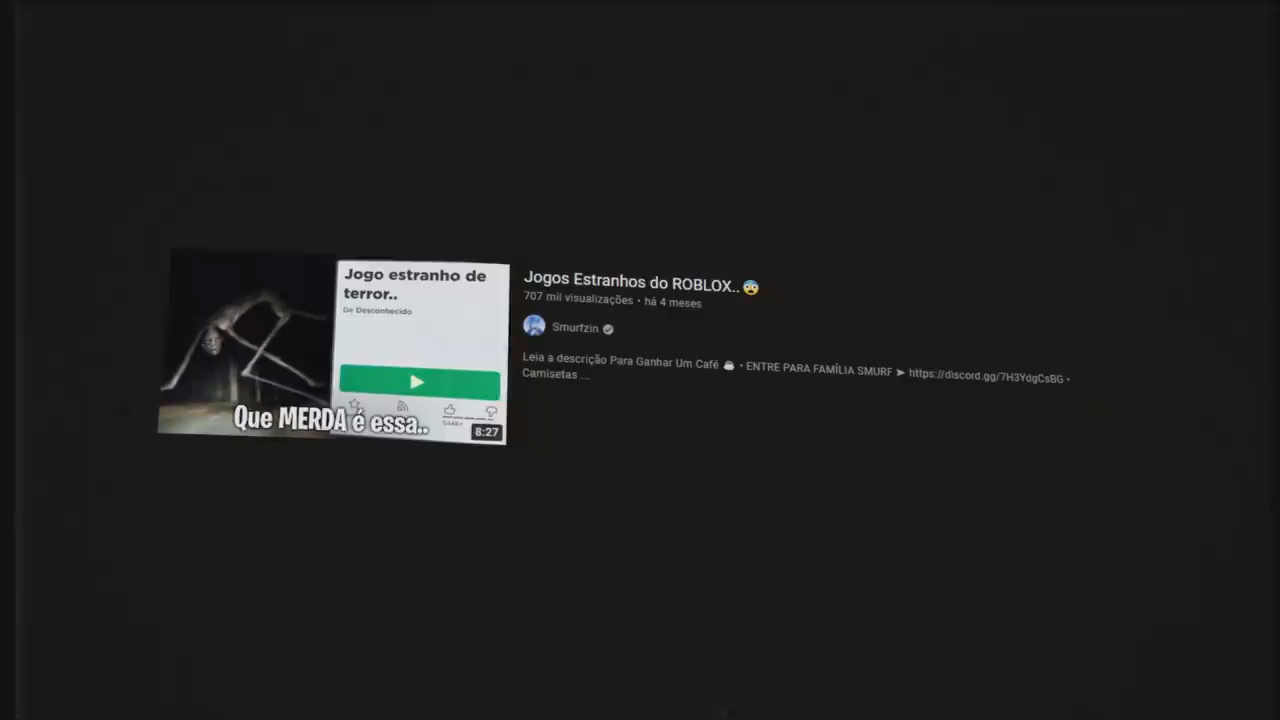 Jogo estranho de
terror..
De Desconhecido
Que MERDA é essa..
8:27
Jogos Estranhos do ROBLOX..😨
707 mil visualizações • há 4 meses
Smurfzin
Leia a descrição Para Ganhar Um Café ☕ • ENTRE PARA FAMÍLIA SMURF ➤ https://discord.gg/7H3YdgCsBG •
Camisetas ...